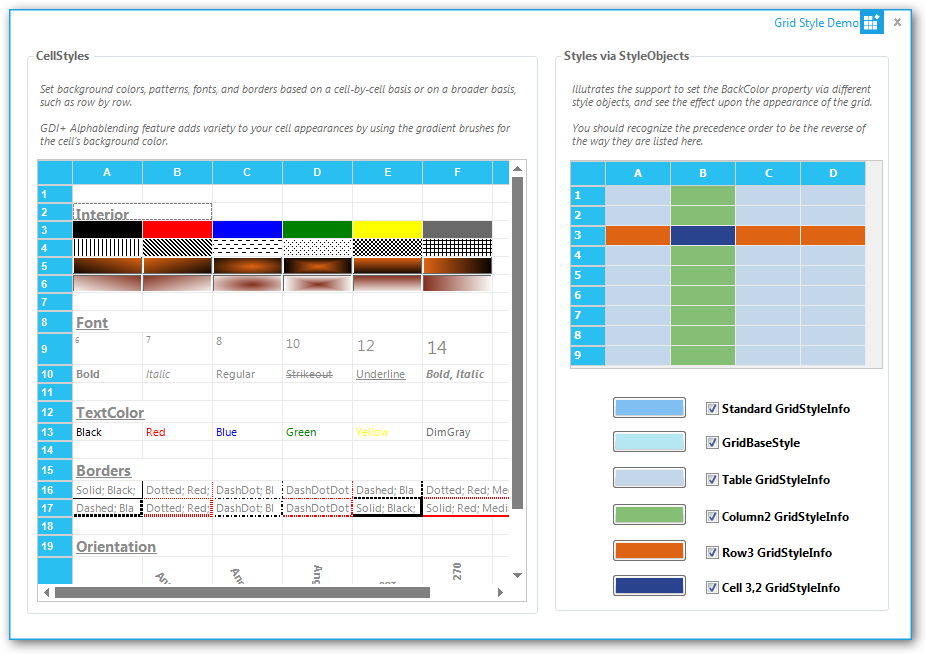 Grid Style Demo
CellStyles
Set background colors, patterns, fonts, and borders based on a cell-by-cell basis or on a broader basis,
such as row by row.
GDI+ Alphablending feature adds variety to your cell appearances by using the gradient brushes for
the cell's background color.
A B C D E F
1
2 Interior
3
4
5
6
7
8 Font
9 6 7 8 10 12 14
10 Bold Italic Regular Strikeout Underline Bold, Italic
11
12 TextColor
13 Black Red Blue Green Yellow DimGray
14
15 Borders
16 Solid; Black; Dotted; Red; DashDot; Bl DashDotDot Dashed; Bla Dotted; Red; Me
17 Dashed; Bla Dotted; Red; DashDot; Bl DashDotDot Solid; Black; Solid; Red; Medi
18
19 Orientation
An An Ang 270
Styles via StyleObjects
Illutrates the support to set the BackColor property via different
style objects, and see the effect upon the appearance of the grid.
You should recognize the precedence order to be the reverse of
the way they are listed here.
A B C D
1
2
3
4
5
6
7
8
9
Standard GridStyleInfo
GridBaseStyle
Table GridStyleInfo
Column2 GridStyleInfo
Row3 GridStyleInfo
Cell 3,2 GridStyleInfo